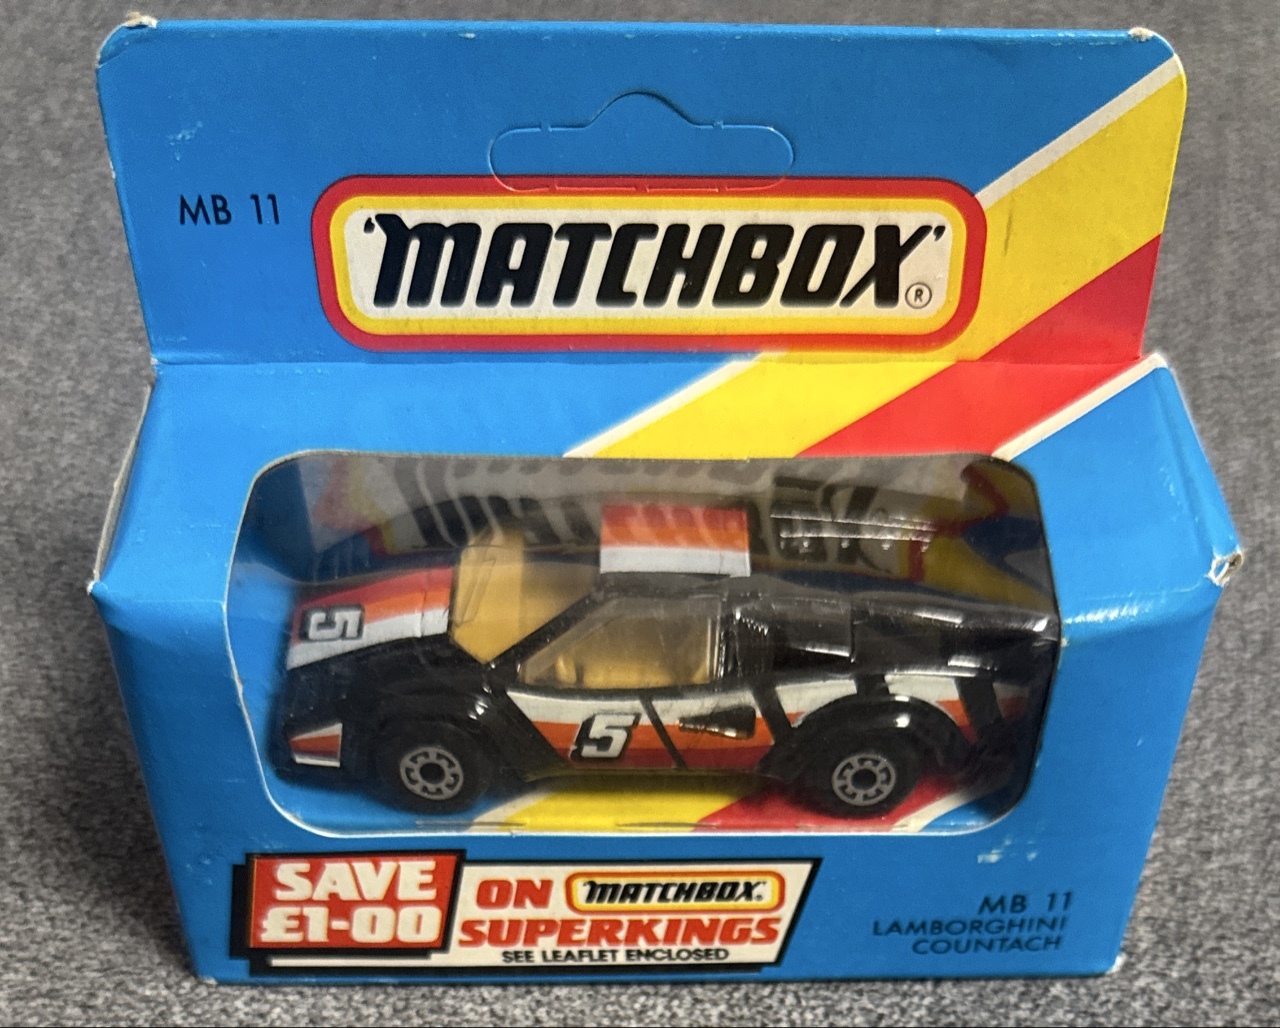 MB 11
'MATCHBOX'®
5
5
SAVE
£1-00
ON MATCHBOX
SUPERKINGS
SEE LEAFLET ENCLOSED
MB 11
LAMBORGHINI
COUNTACH